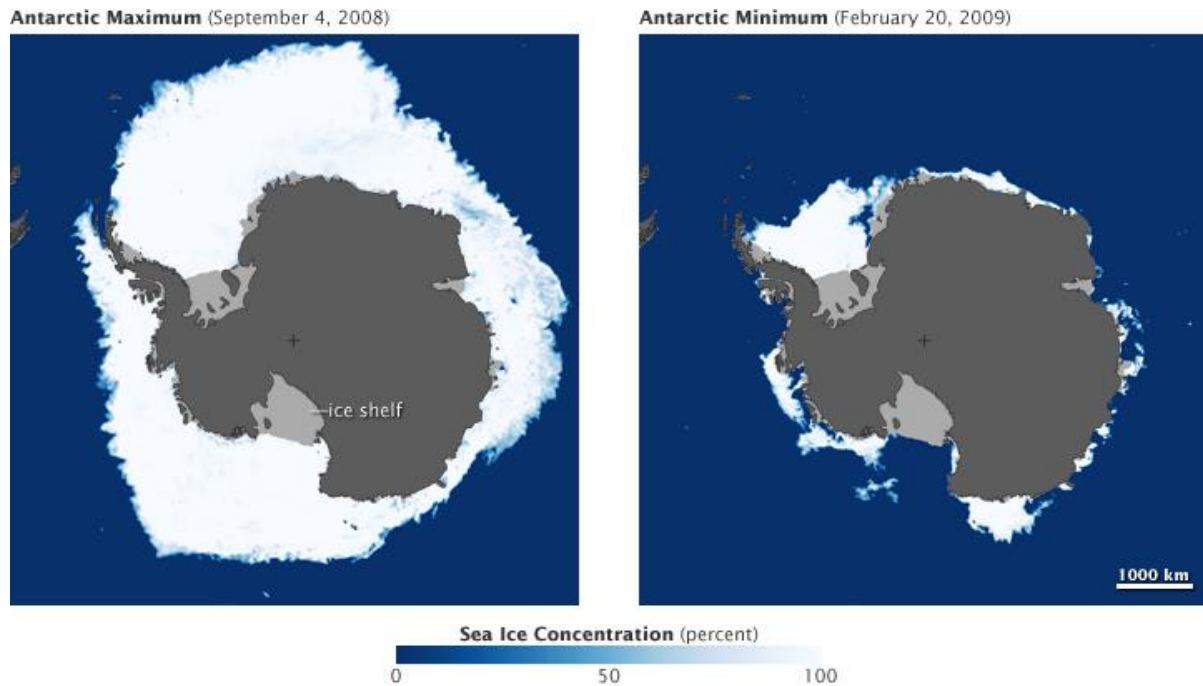 Antarctic Maximum (September 4, 2008)
Antarctic Minimum (February 20, 2009)
ice shelf
1000 km
Sea Ice Concentration (percent)
0 50 100